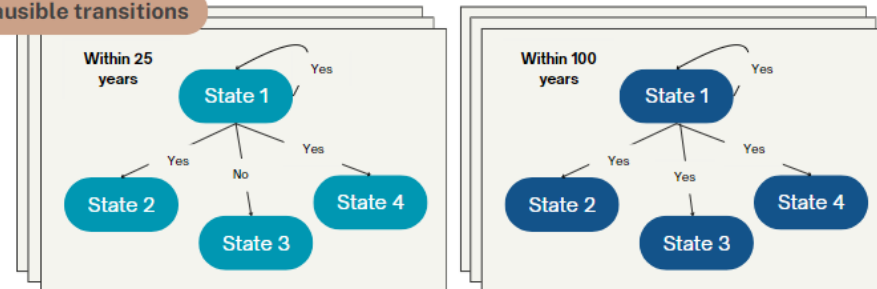 transitions
Within 25
years
State 1
Yes
Yes
No
Yes
State 2
State 3
State 4
Within 100
years
State 1
Yes
Yes
Yes
Yes
State 2
State 3
State 4